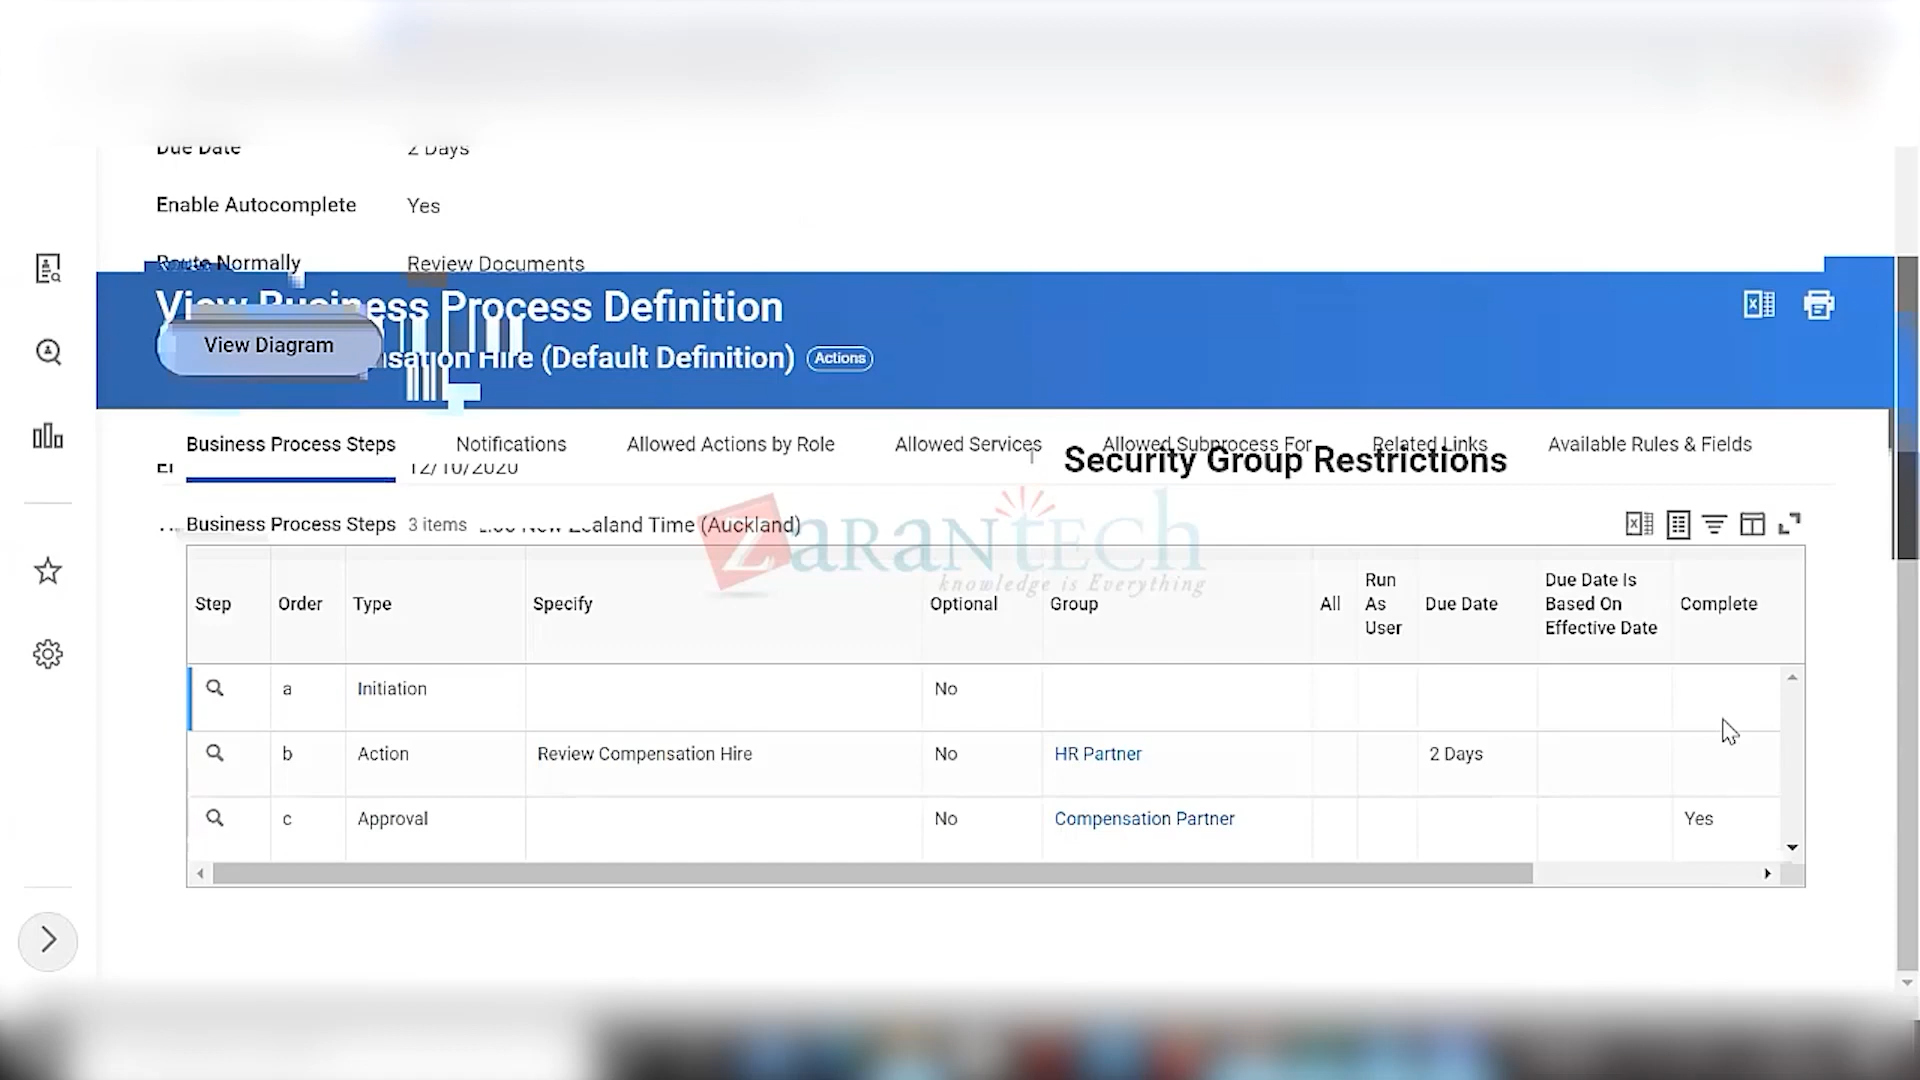 Due Date 2 Days
Enable Autocomplete Yes
Route Normally Review Documents
View Business Process Definition
View Diagram
Hire (Default Definition) Actions
Business Process Steps Notifications Allowed Actions by Role Allowed Services Allowed Subprocess For Related Links Available Rules & Fields
12/10/2020 Security Group Restrictions
Business Process Steps 3 items Time (Auckland)
ZaranTech
knowledge is Everything
Step Order Type Specify Optional Group All Run As User Due Date Due Date Is Based On Effective Date Complete
a Initiation No
b Action Review Compensation Hire No HR Partner 2 Days
c Approval No Compensation Partner Yes